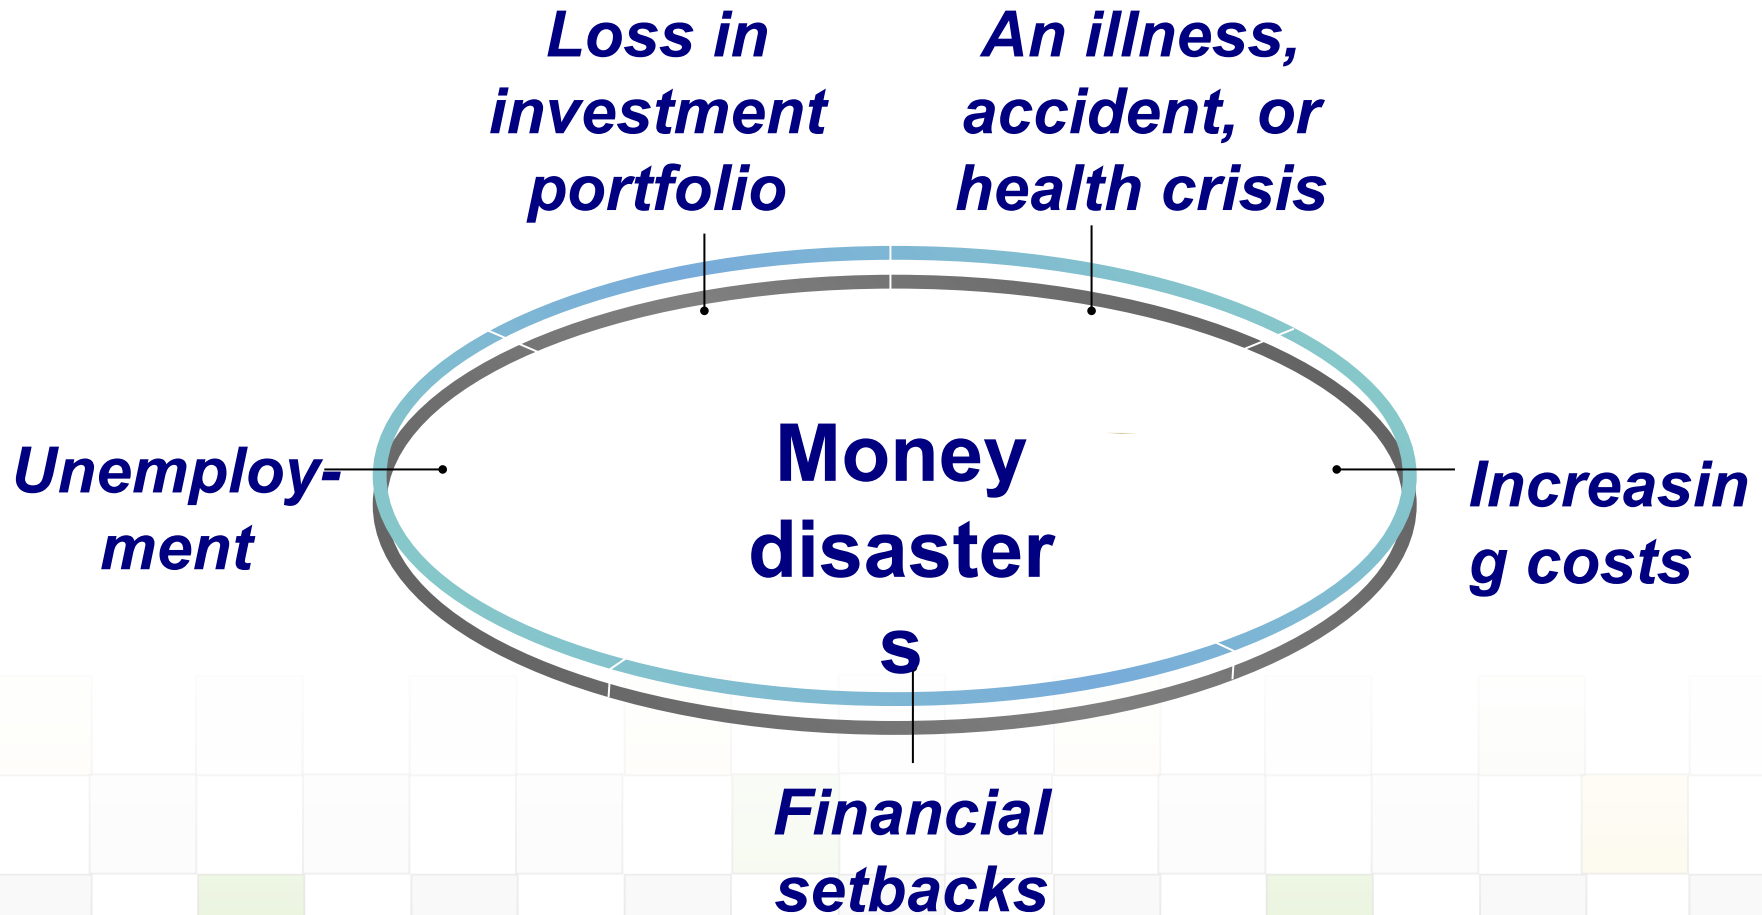 Loss in
investment
portfolio
An illness,
accident, or
health crisis
Unemploy-
ment
Money
disaster
s
Increasin
g costs
Financial
setbacks